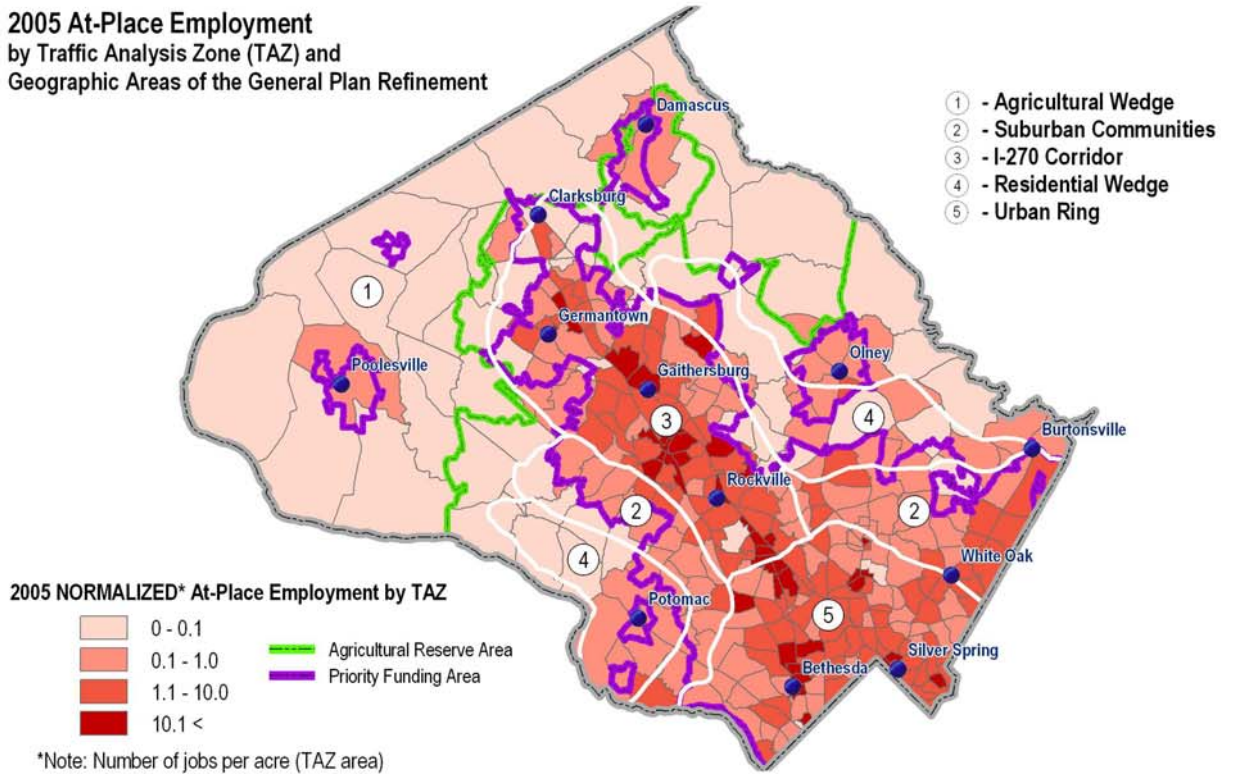 2005 At-Place Employment
by Traffic Analysis Zone (TAZ) and
Geographic Areas of the General Plan Refinement
1 - Agricultural Wedge
2 - Suburban Communities
3 - I-270 Corridor
4 - Residential Wedge
5 - Urban Ring
Damascus
Clarksburg
1
Germantown
Poolesville
Olney
Gaithersburg
3
4
Burtonsville
Rockville
2
2
4
White Oak
Potomac
5
Silver Spring
Bethesda
2005 NORMALIZED* At-Place Employment by TAZ
0 - 0.1
0.1 - 1.0
1.1 - 10.0
10.1 <
Agricultural Reserve Area
Priority Funding Area
*Note: Number of jobs per acre (TAZ area)